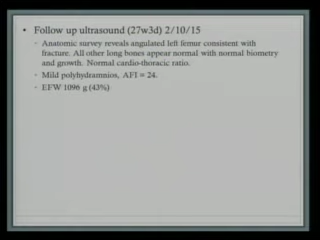 • Follow up ultrasound (27w3d) 2/10/15
• Anatomic survey reveals angulated left femur consistent with
fracture. All other long bones appear normal with normal biometry
and growth. Normal cardio-thoracic ratio.
• Mild polyhydramnios, AFI = 24.
• EFW 1096 g (43%)